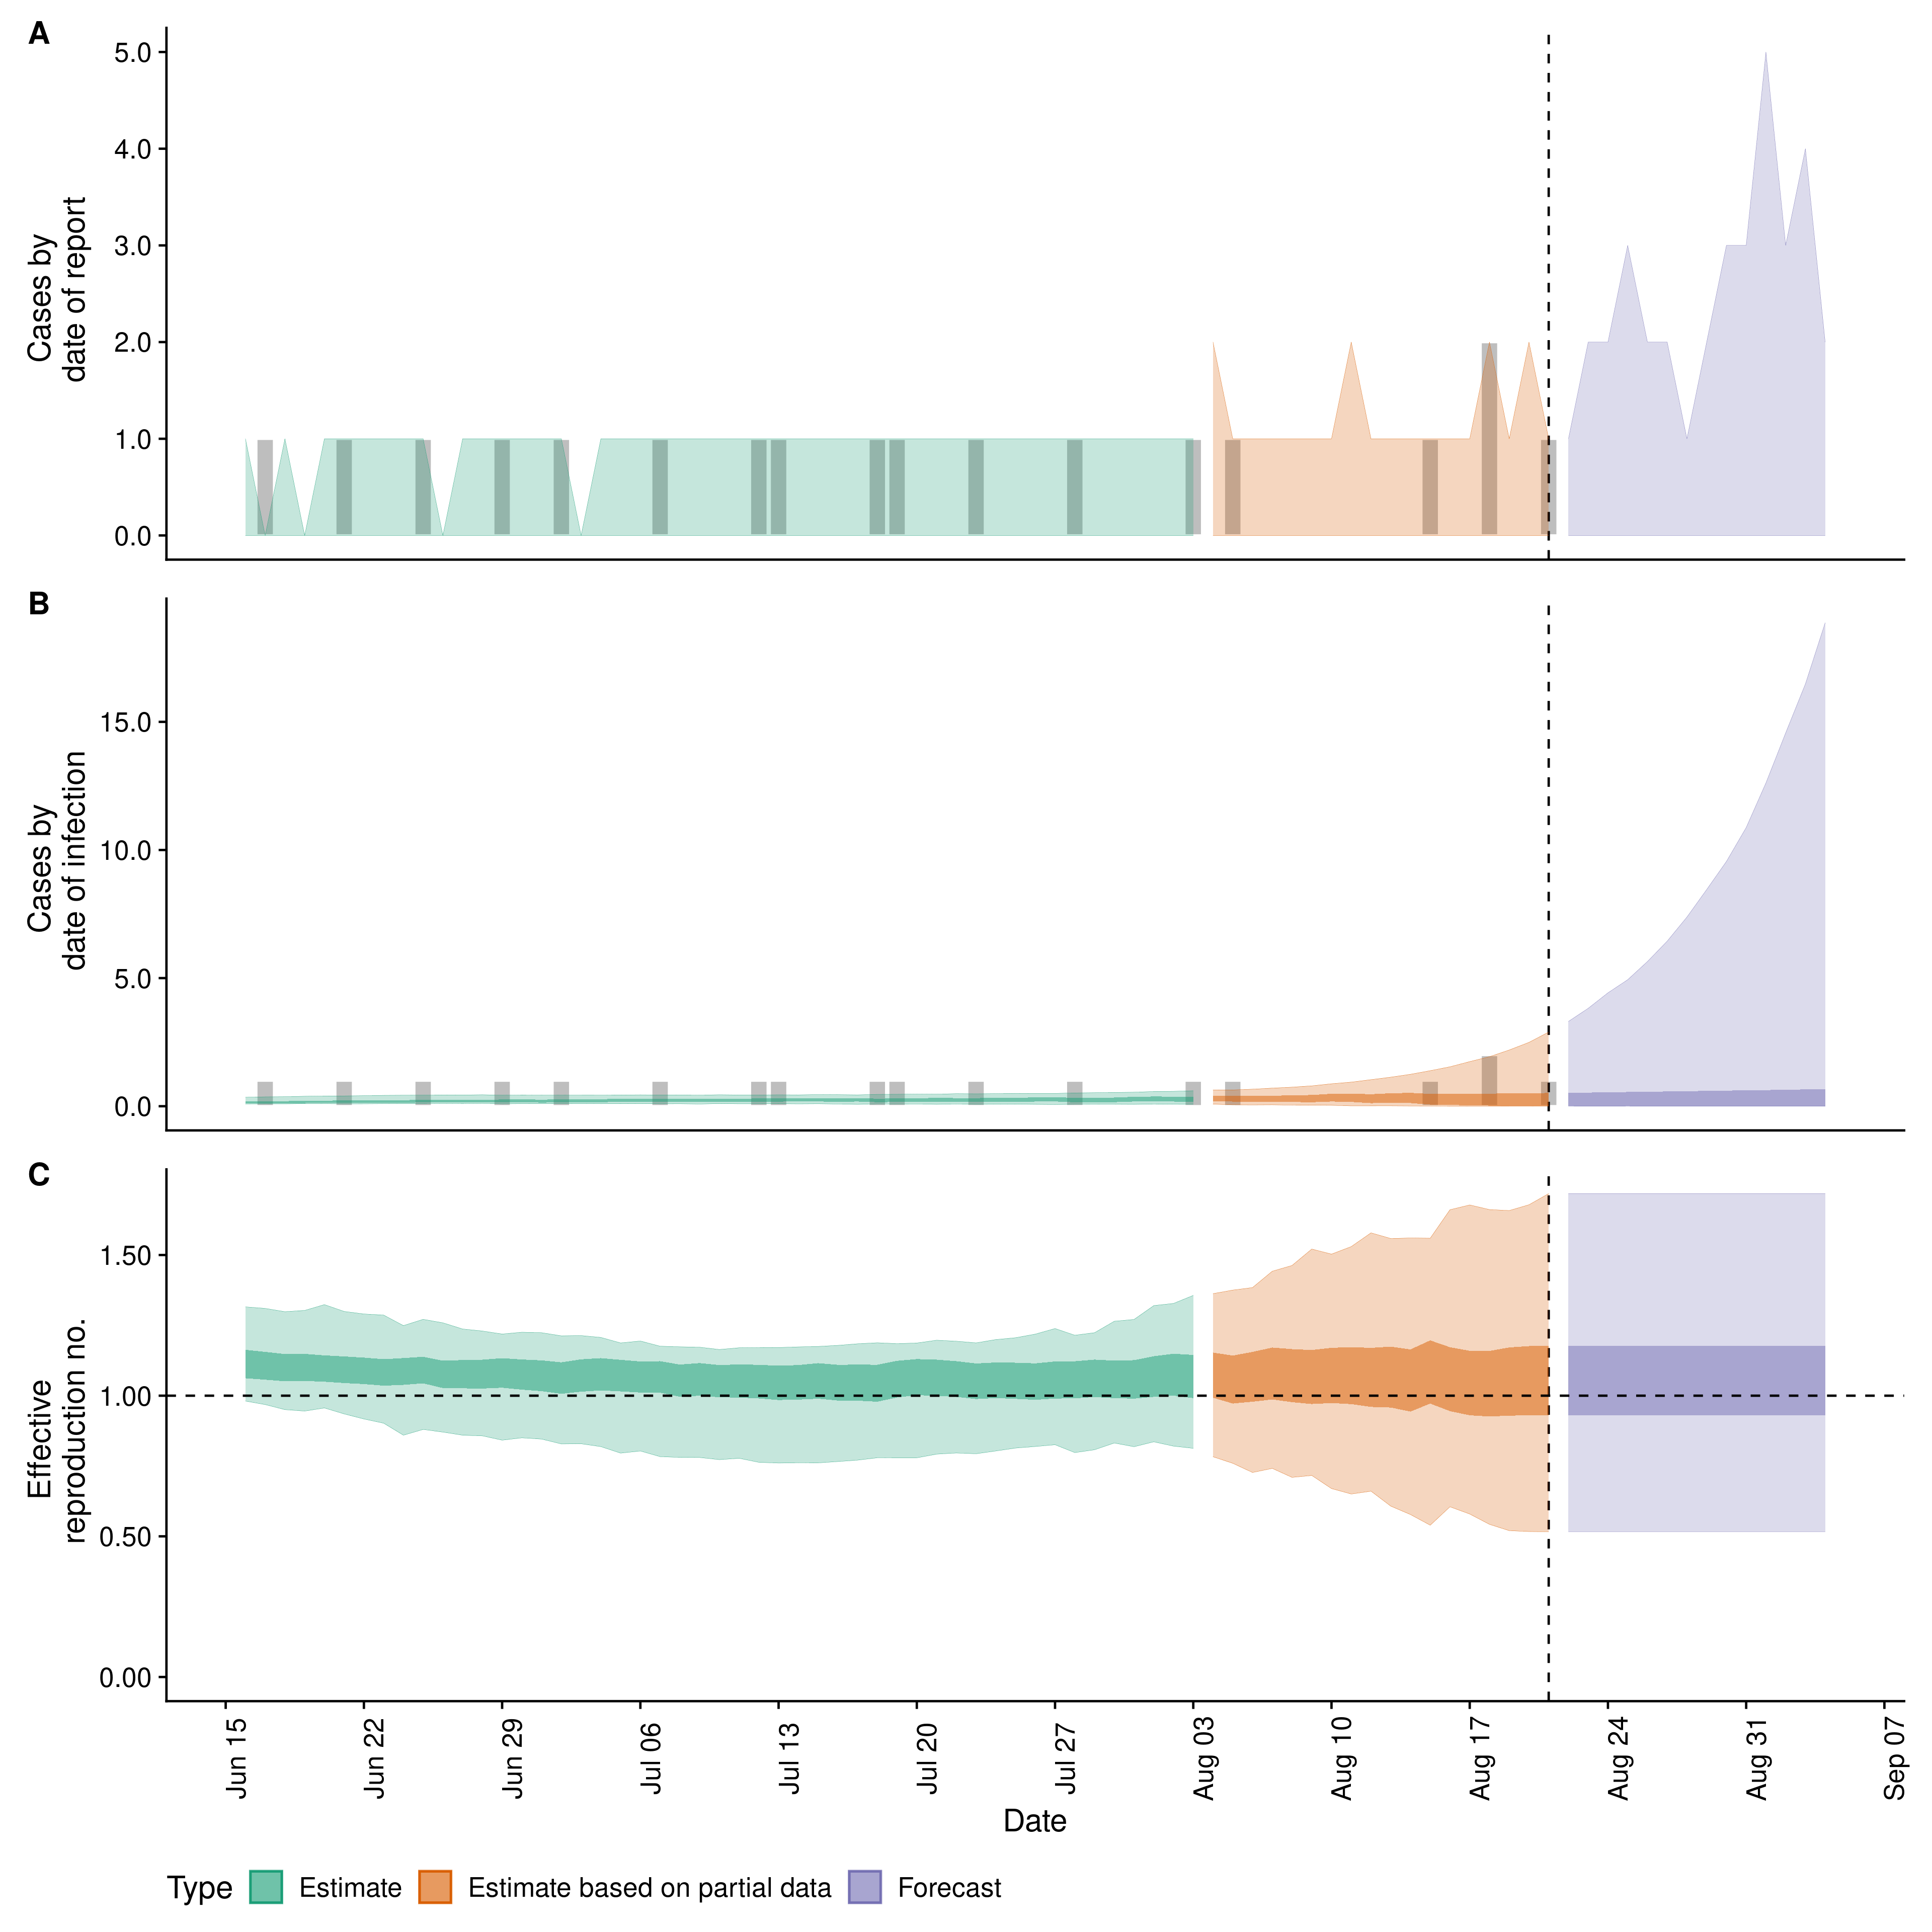 A
5.0
4.0
3.0
2.0
1.0
0.0
Cases by
date of report
B
15.0
10.0
5.0
0.0
Cases by
date of infection
C
1.50
1.00
0.50
0.00
Effective
reproduction no.
Jun 15
Jun 22
Jun 29
Jul 06
Jul 13
Jul 20
Jul 27
Aug 03
Aug 10
Aug 17
Aug 24
Aug 31
Sep 07
Date
Type
Estimate
Estimate based on partial data
Forecast